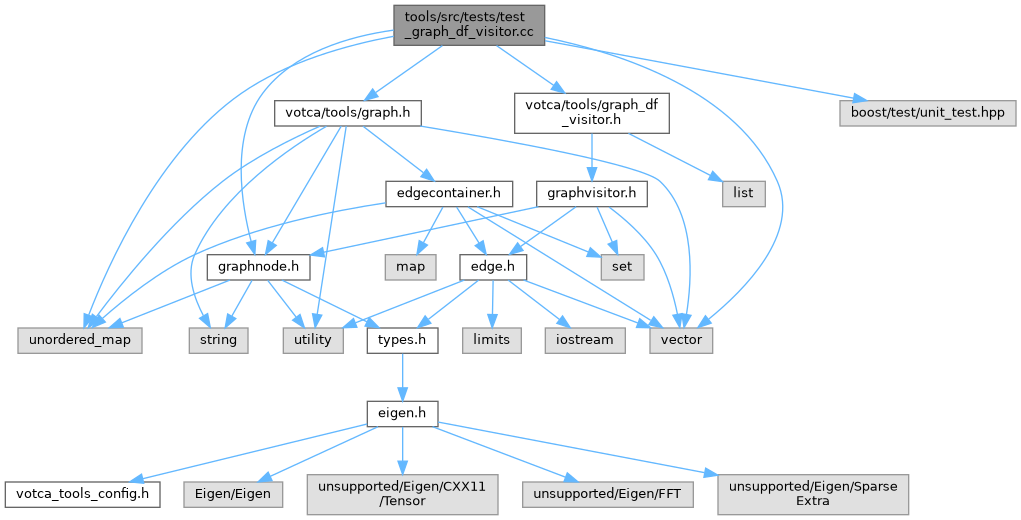 tools/src/tests/test
_graph_df_visitor.cc
votca/tools/graph.h
votca/tools/graph_df
_visitor.h
boost/test/unit_test.hpp
edgecontainer.h
graphvisitor.h
list
graphnode.h
map
edge.h
set
unordered_map
string
utility
types.h
limits
iostream
vector
eigen.h
votca_tools_config.h
Eigen/Eigen
unsupported/Eigen/CXX11
/Tensor
unsupported/Eigen/FFT
unsupported/Eigen/Sparse
Extra